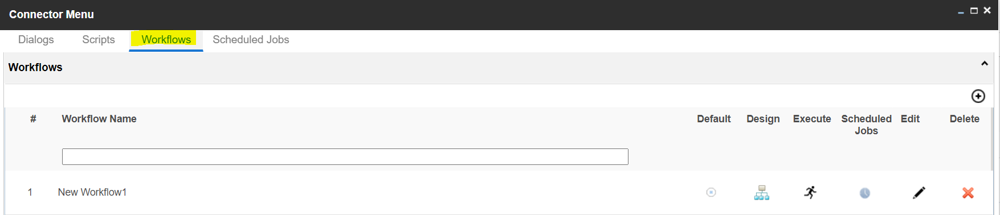 Connector Menu
Dialogs Scripts Workflows Scheduled Jobs
Workflows
# Workflow Name Default Design Execute Scheduled Jobs Edit Delete
1 New Workflow1